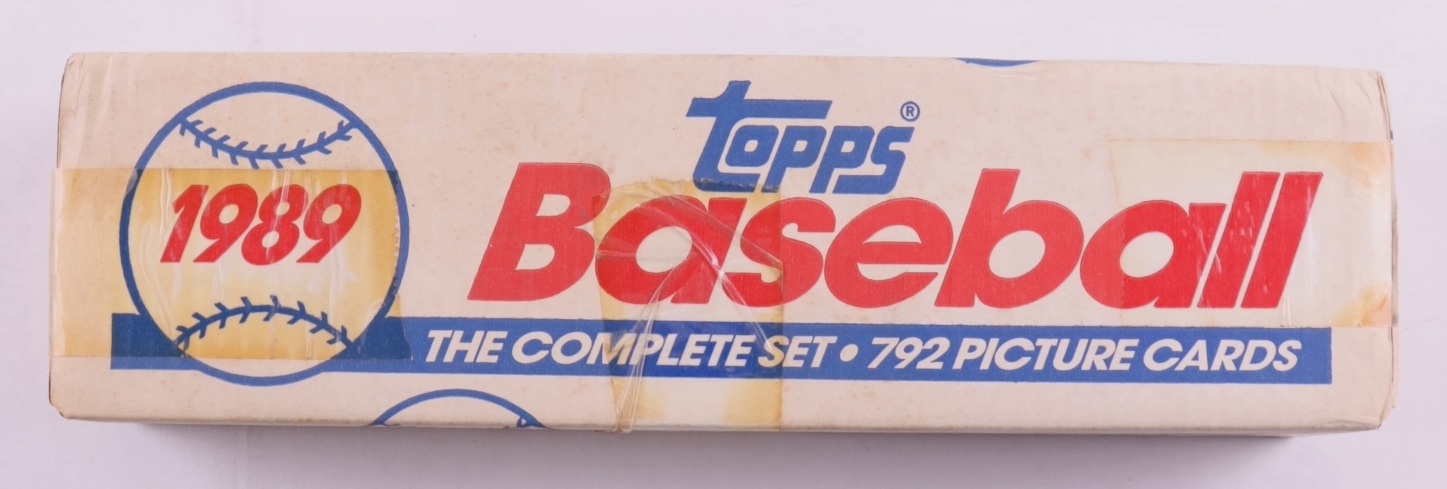 1989
topps®
Baseball
THE COMPLETE SET • 792 PICTURE CARDS